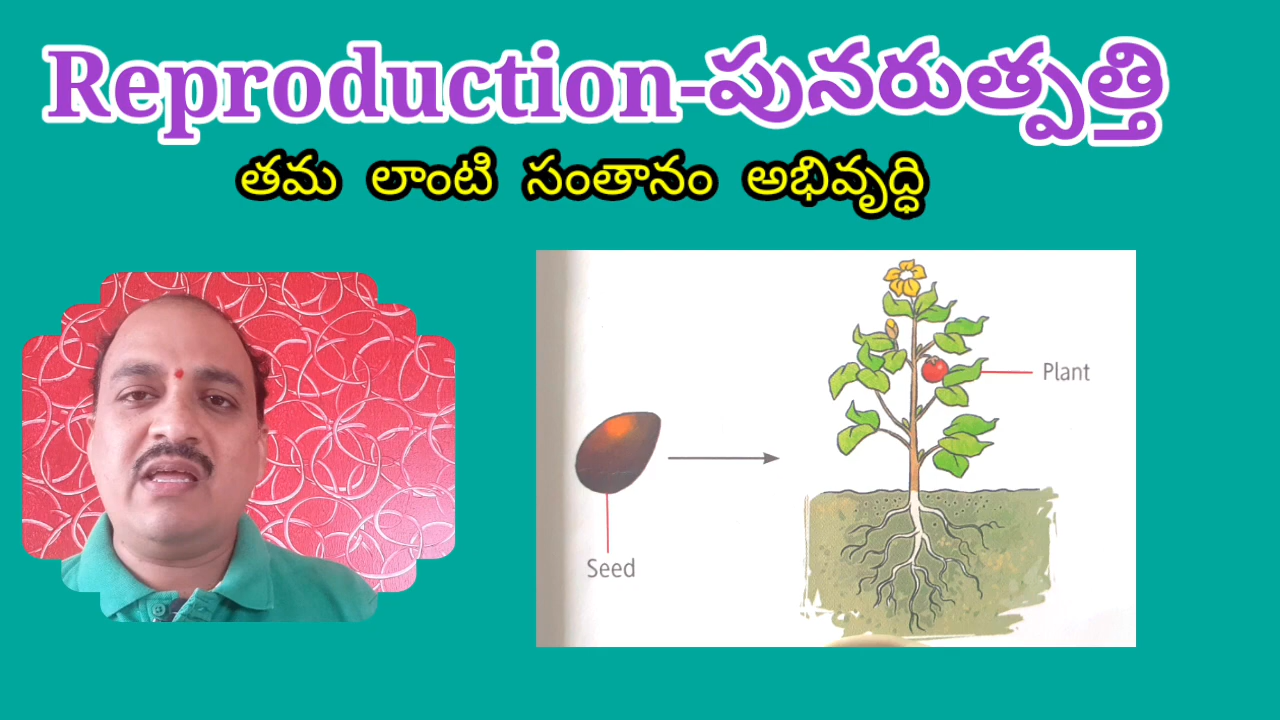 Reproduction-పునరుత్పత్తి
తమ లాంటి సంతానం అభివృద్ధి
Plant
Seed